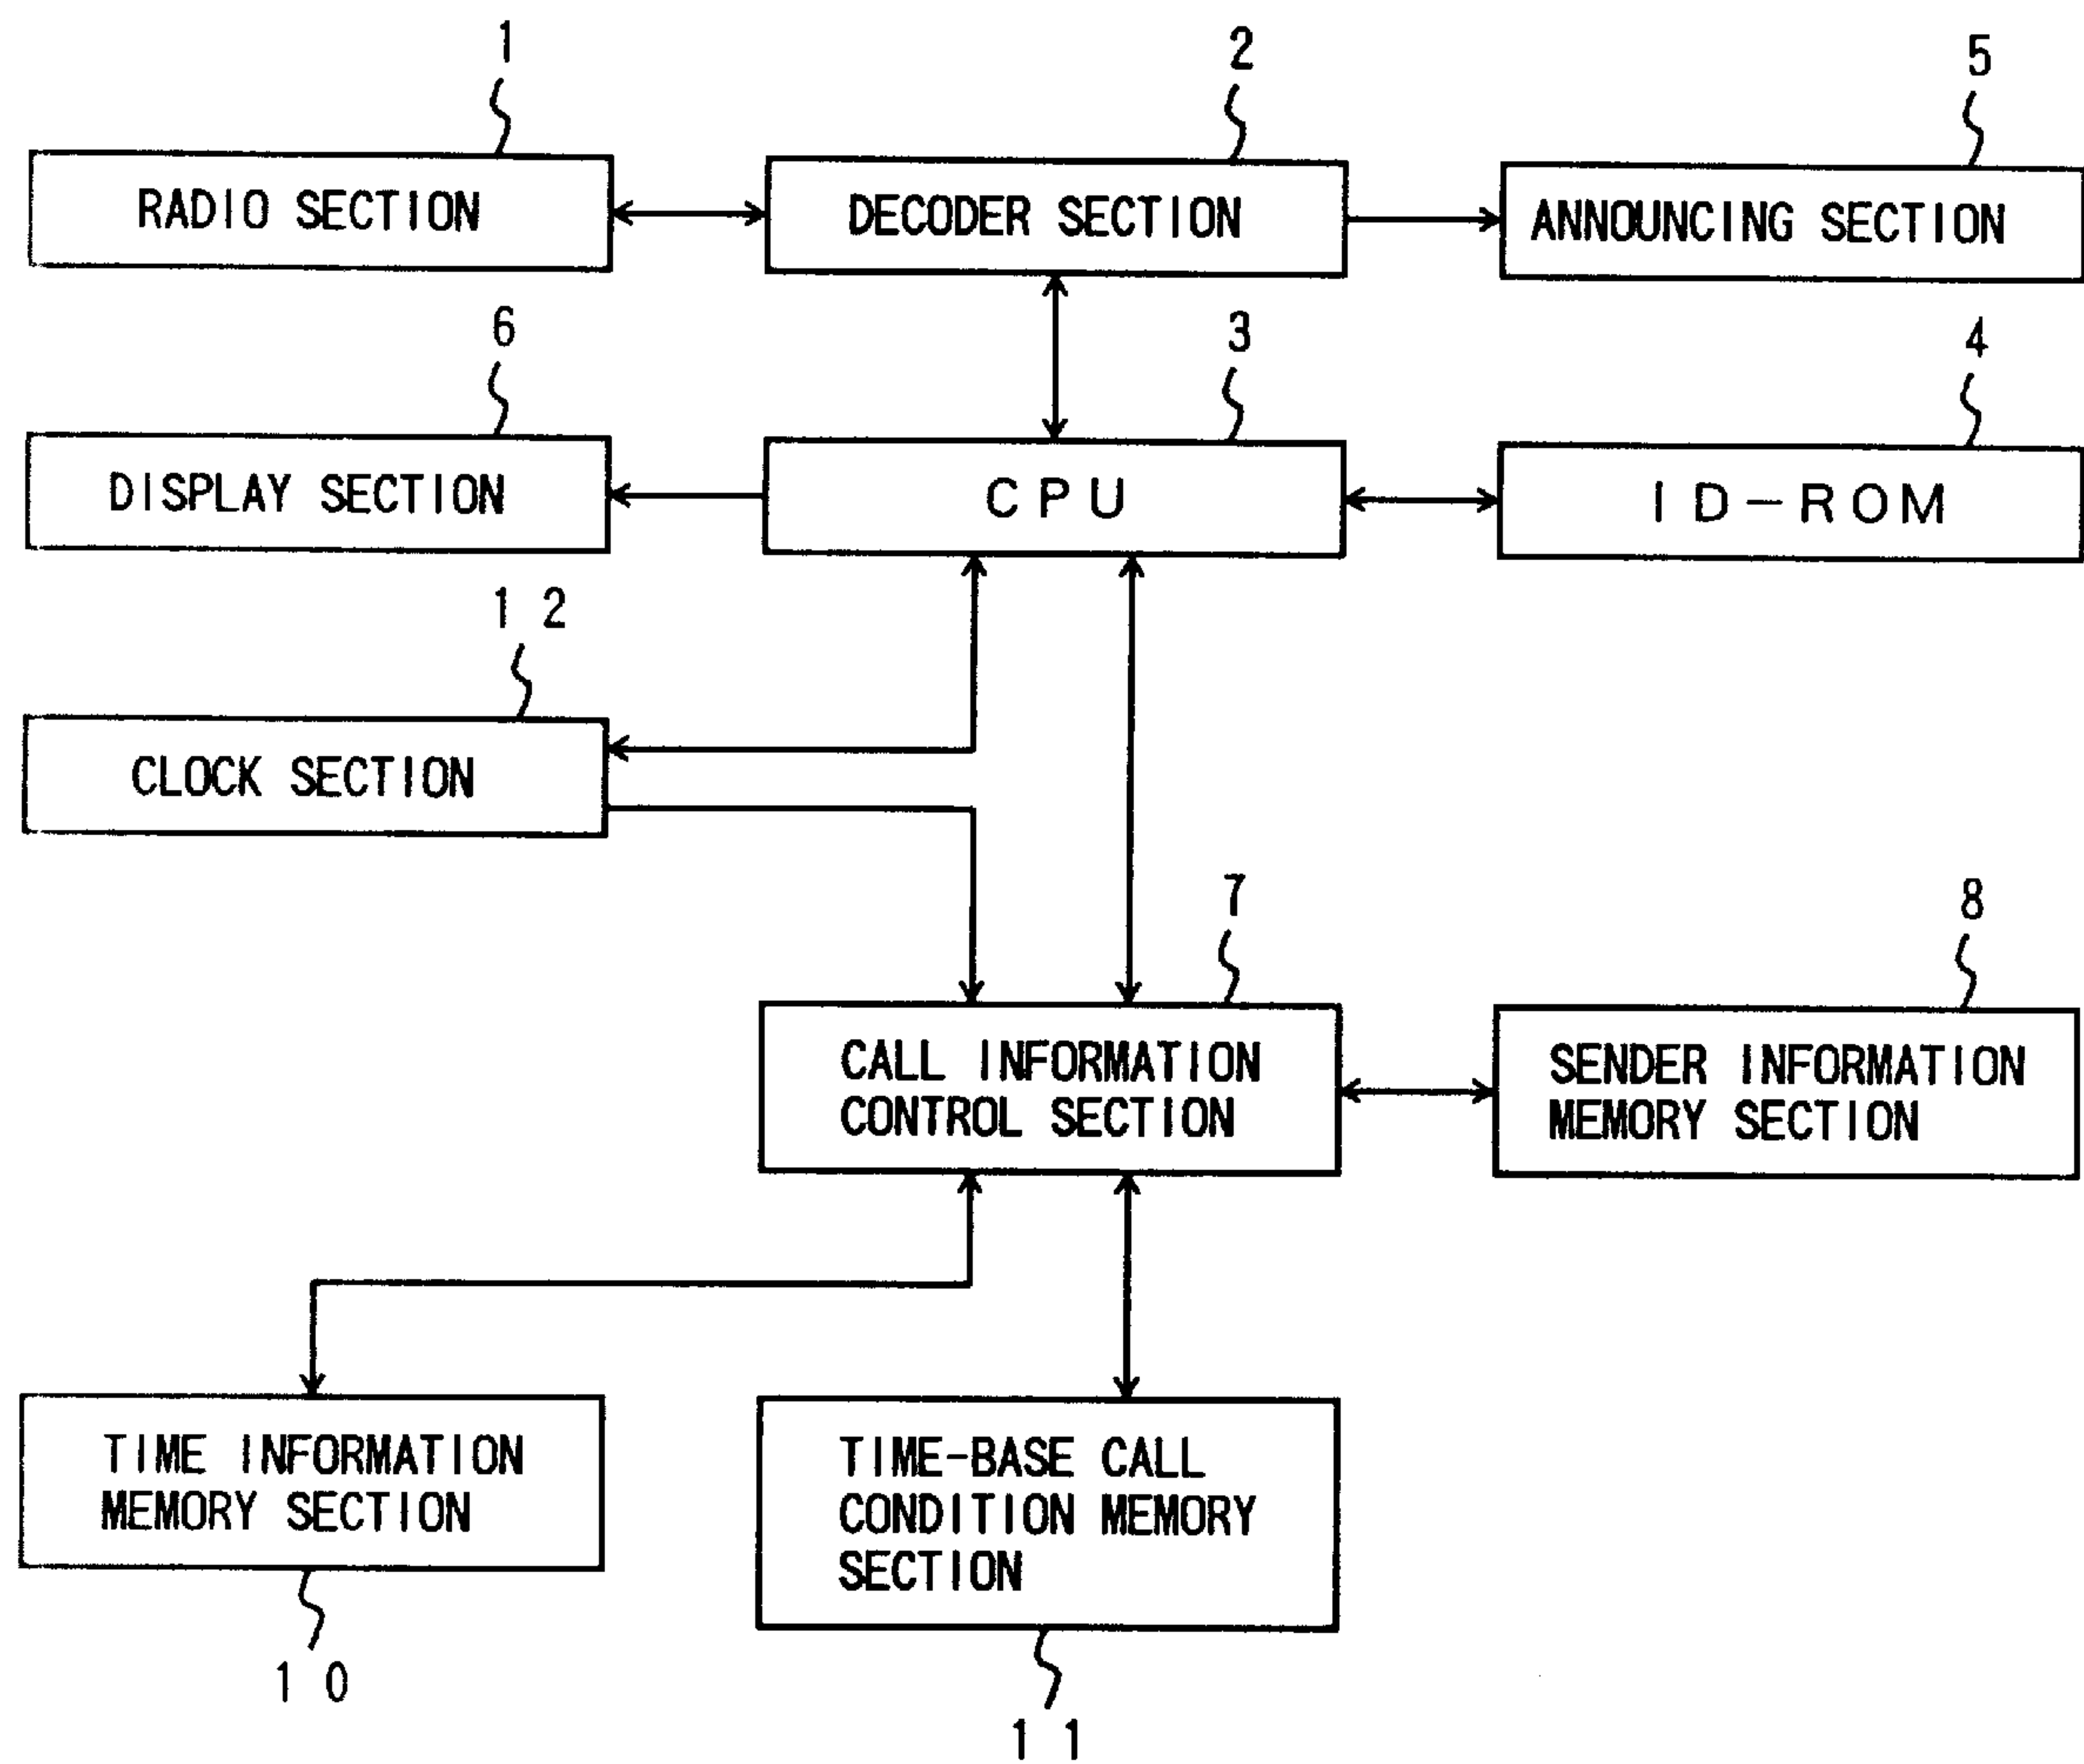 1
2
5
RADIO SECTION
DECODER SECTION
ANNOUNCING SECTION
6
3
4
DISPLAY SECTION
CPU
ID-ROM
12
CLOCK SECTION
7
8
CALL INFORMATION
CONTROL SECTION
SENDER INFORMATION
MEMORY SECTION
TIME INFORMATION
MEMORY SECTION
TIME-BASE CALL
CONDITION MEMORY
SECTION
10
11